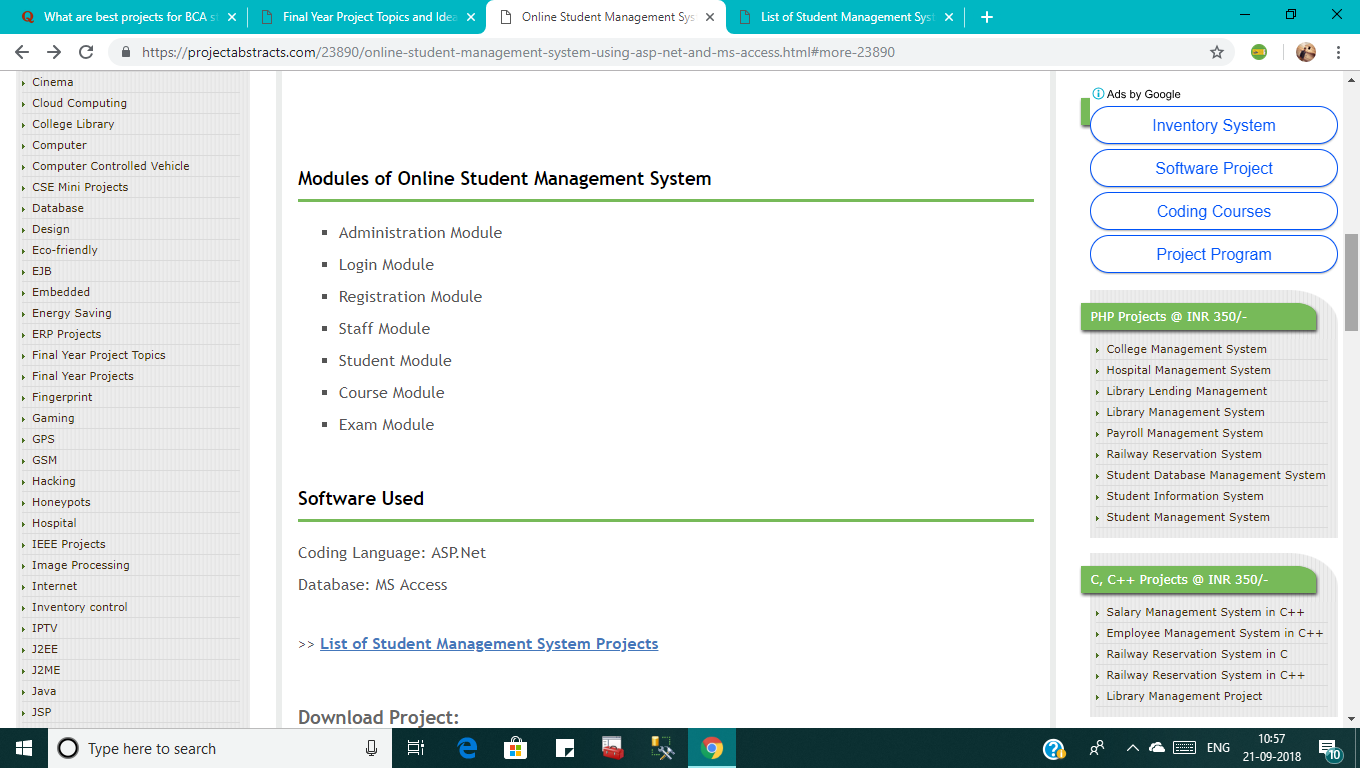 What are best projects for BCA st
Final Year Project Topics and Idea
Online Student Management Sys
List of Student Management Syst
https://projectabstracts.com/23890/online-student-management-system-using-asp-net-and-ms-access.html#more-23890
Cinema
Cloud Computing
College Library
Computer
Computer Controlled Vehicle
CSE Mini Projects
Database
Design
Eco-friendly
EJB
Embedded
Energy Saving
ERP Projects
Final Year Project Topics
Final Year Projects
Fingerprint
Gaming
GPS
GSM
Hacking
Honeypots
Hospital
IEEE Projects
Image Processing
Internet
Inventory control
IPTV
J2EE
J2ME
Java
JSP
Modules of Online Student Management System
Administration Module
Login Module
Registration Module
Staff Module
Student Module
Course Module
Exam Module
Software Used
Coding Language: ASP.Net
Database: MS Access
>> List of Student Management System Projects
Download Project:
Ads by Google
Inventory System
Software Project
Coding Courses
Project Program
PHP Projects @ INR 350/-
College Management System
Hospital Management System
Library Lending Management
Library Management System
Payroll Management System
Railway Reservation System
Student Database Management System
Student Information System
Student Management System
C, C++ Projects @ INR 350/-
Salary Management System in C++
Employee Management System in C++
Railway Reservation System in C
Railway Reservation System in C++
Library Management Project
Type here to search
ENG
10:57
21-09-2018
10